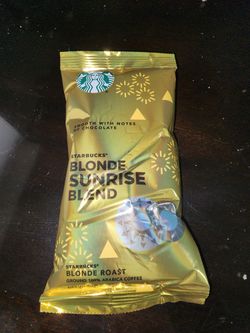 SMOOTH WITH NOTES
OF CHOCOLATE
STARBUCKS®
BLONDE
SUNRISE
BLEND
STARBUCKS®
BLONDE ROAST
GROUND, 100% ARABICA COFFEE